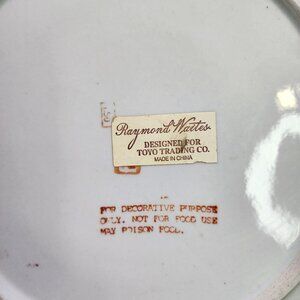 Raymond Waites
DESIGNED FOR
TOYO TRADING CO.
MADE IN CHINA
FOR DECORATIVE PURPOSE
ONLY. NOT FOR FOOD USE
MAY POISON FOOD.